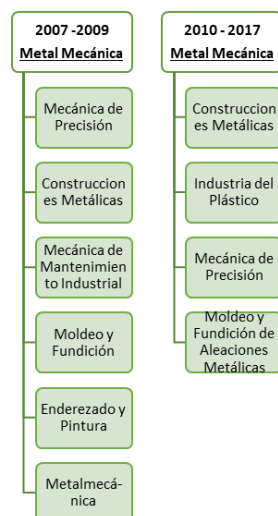 2007 -2009
Metal Mecánica
Mecánica de
Precisión
Construccion
es Metálicas
Mecánica de
Mantenimien
to Industrial
Moldeo y
Fundición
Enderezado y
Pintura
Metalmecá-
nica
2010 - 2017
Metal Mecánica
Construccion
es Metálicas
Industria del
Plástico
Mecánica de
Precisión
Moldeo y
Fundición de
Aleaciones
Metálicas